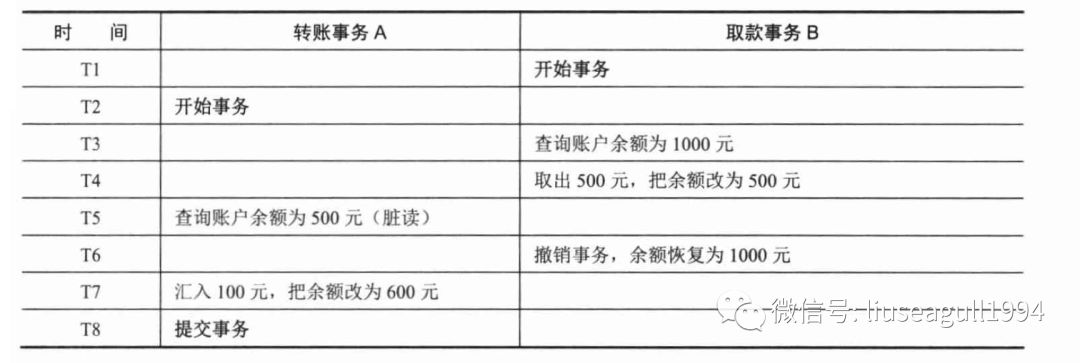 时 间 转账事务 A 取款事务 B
T1 开始事务
T2 开始事务
T3 查询账户余额为 1000 元
T4 取出 500 元，把余额改为 500 元
T5 查询账户余额为 500 元（脏读）
T6 撤销事务，余额恢复为 1000 元
T7 汇入 100 元，把余额改为 600 元
微信号: liuseagull1994
T8 提交事务